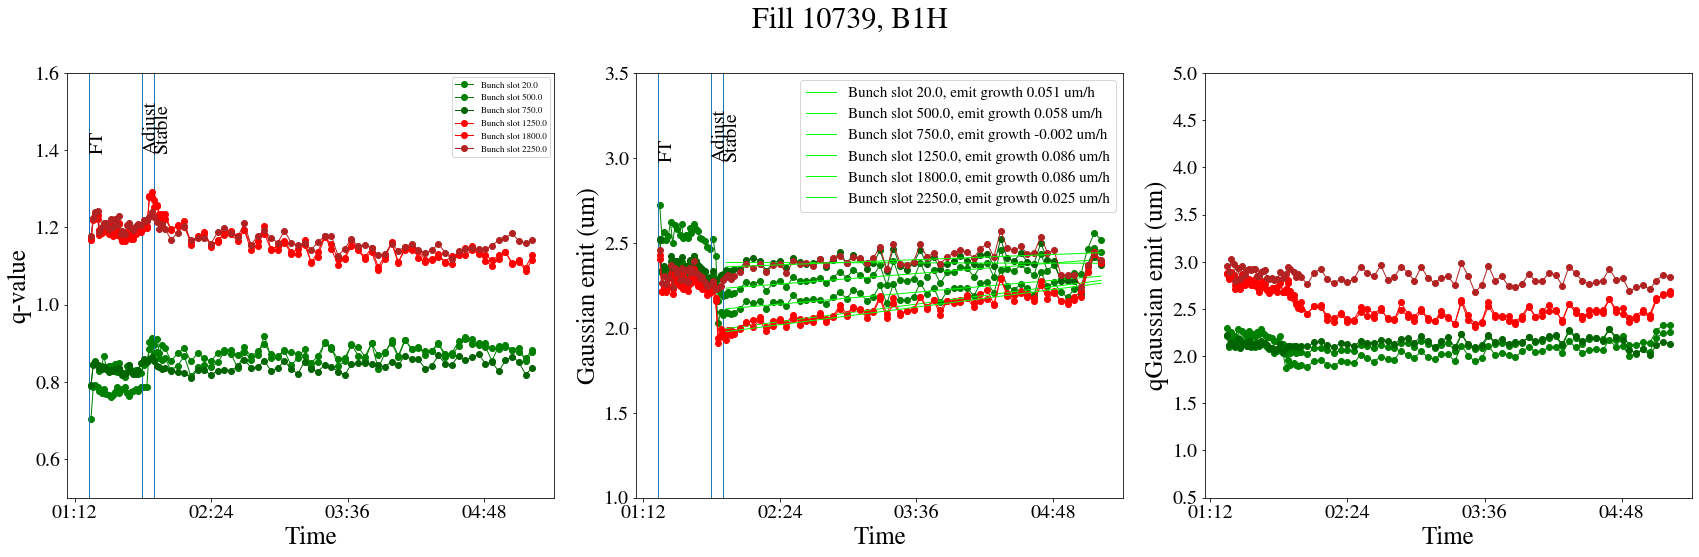 Fill 10739, B1H
1.6
1.4
1.2
1.0
0.8
0.6
q-value
FT
Adjust
Stable
Bunch slot 20.0
Bunch slot 500.0
Bunch slot 750.0
Bunch slot 1250.0
Bunch slot 1800.0
Bunch slot 2250.0
01:12
02:24
03:36
04:48
Time
3.5
3.0
2.5
2.0
1.5
1.0
Gaussian emit (um)
FT
Adjust
Stable
Bunch slot 20.0, emit growth 0.051 um/h
Bunch slot 500.0, emit growth 0.058 um/h
Bunch slot 750.0, emit growth -0.002 um/h
Bunch slot 1250.0, emit growth 0.086 um/h
Bunch slot 1800.0, emit growth 0.086 um/h
Bunch slot 2250.0, emit growth 0.025 um/h
01:12
02:24
03:36
04:48
Time
5.0
4.5
4.0
3.5
3.0
2.5
2.0
1.5
1.0
0.5
qGaussian emit (um)
01:12
02:24
03:36
04:48
Time